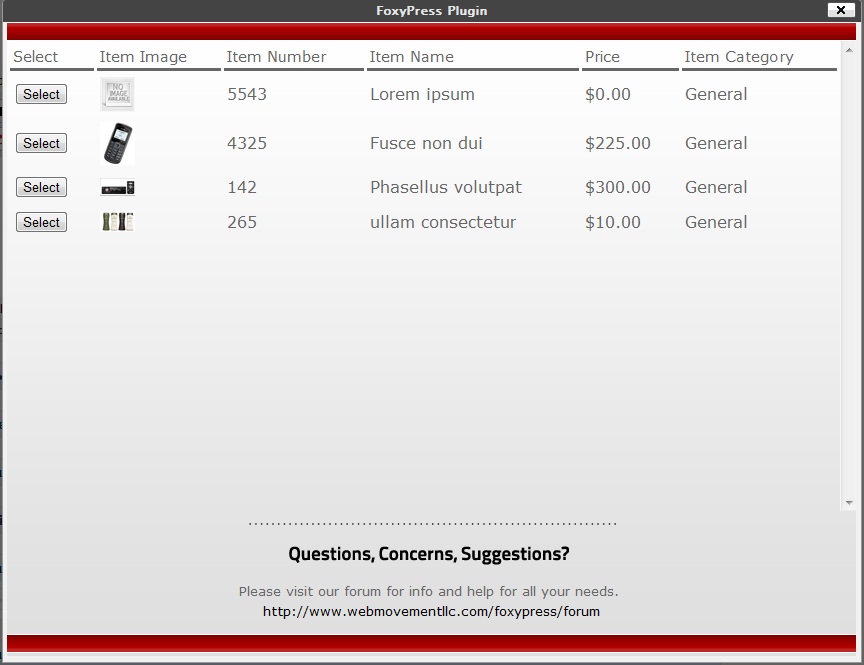 FoxyPress Plugin
Select Item Image Item Number Item Name Price Item Category
Select NO IMAGE AVAILABLE 5543 Lorem ipsum $0.00 General
Select 4325 Fusce non dui $225.00 General
Select 142 Phasellus volutpat $300.00 General
Select 265 ullam consectetur $10.00 General
Questions, Concerns, Suggestions?
Please visit our forum for info and help for all your needs.
http://www.webmovementllc.com/foxypress/forum